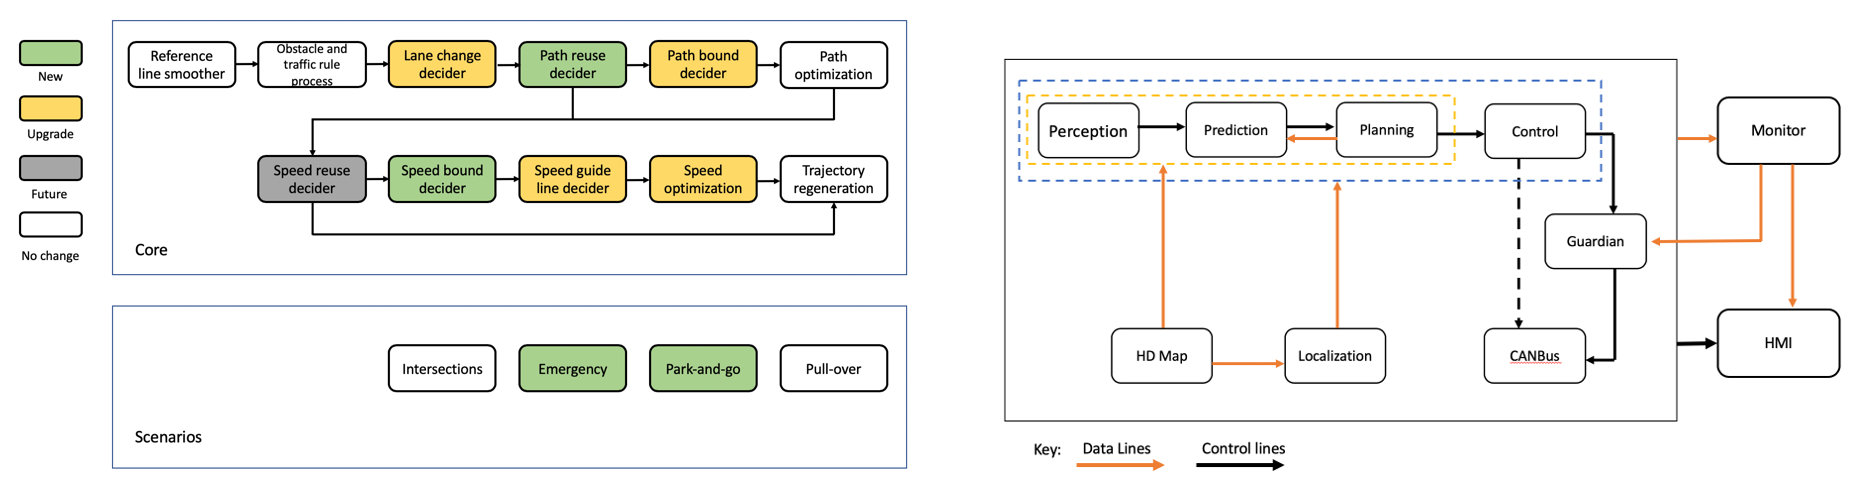 New
Upgrade
Future
No change
Reference
line smoother
Obstacle and
traffic rule
process
Lane change
decider
Path reuse
decider
Path bound
decider
Path
optimization
Speed reuse
decider
Speed bound
decider
Speed guide
line decider
Speed
optimization
Trajectory
regeneration
Core
Intersections
Emergency
Park-and-go
Pull-over
Scenarios
Perception
Prediction
Planning
Control
Monitor
Guardian
HD Map
Localization
CANBus
HMI
Key:
Data Lines
Control lines